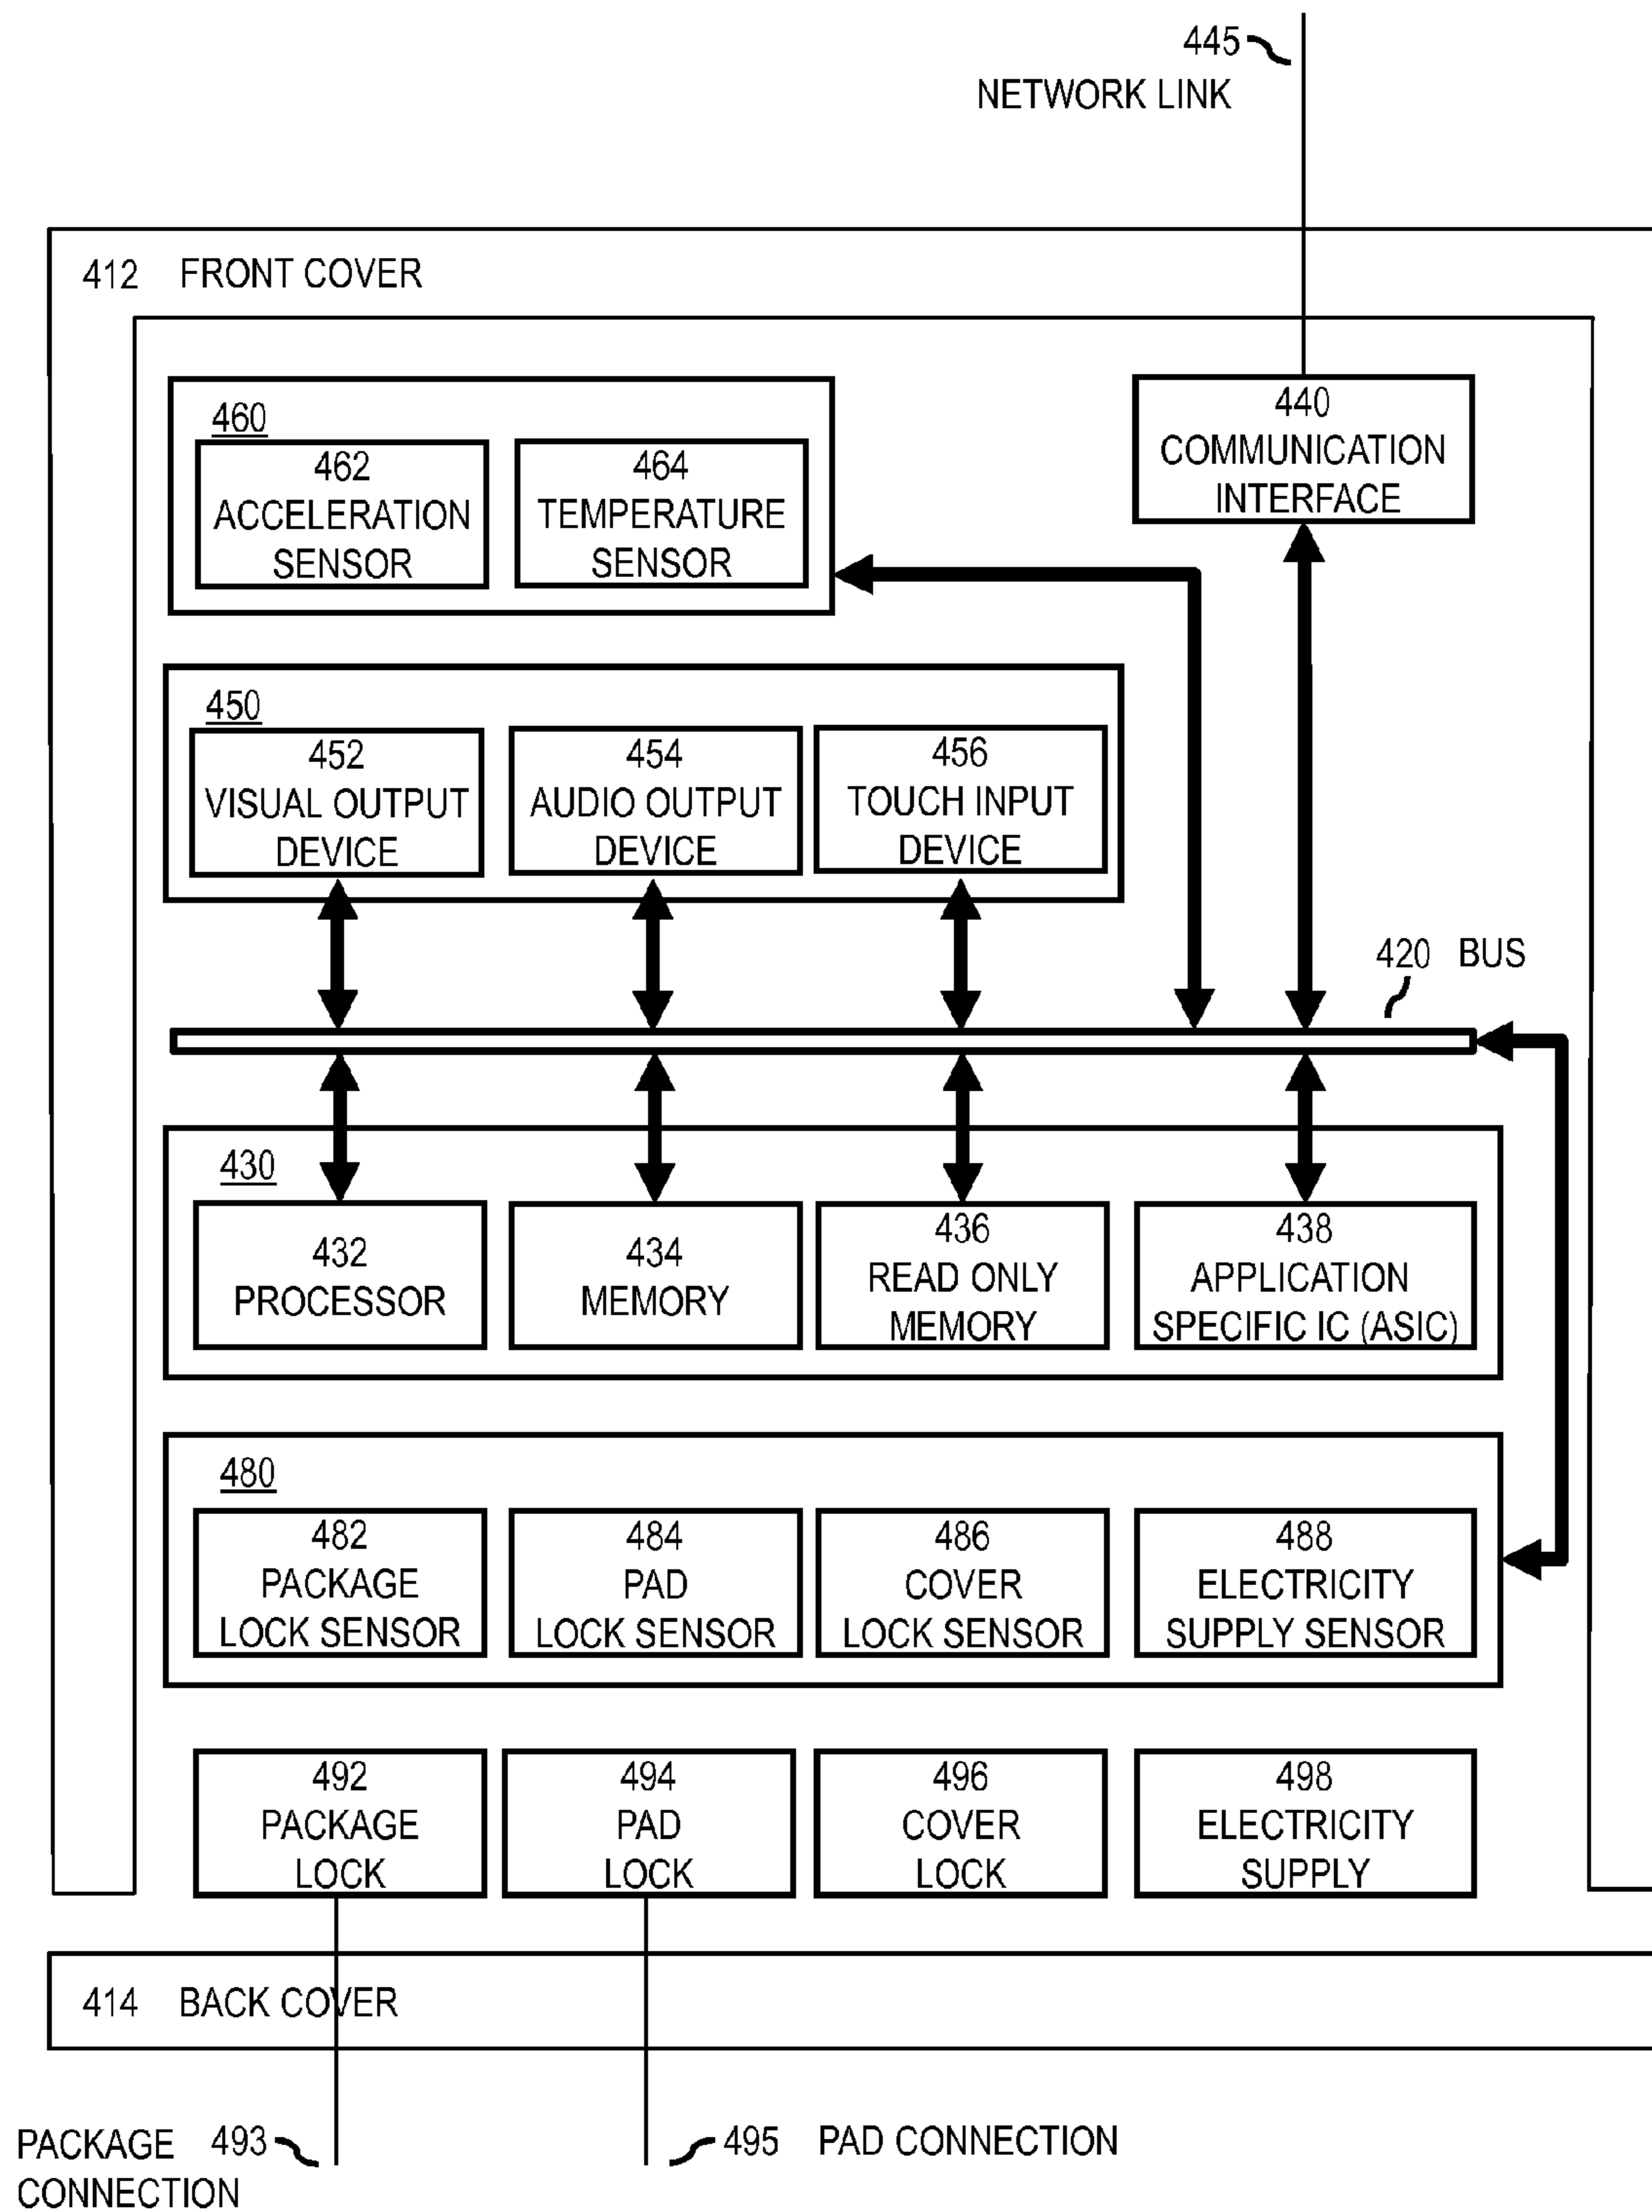 445
NETWORK LINK
412 FRONT COVER
460
462
ACCELERATION
SENSOR
464
TEMPERATURE
SENSOR
440
COMMUNICATION
INTERFACE
450
452
VISUAL OUTPUT
DEVICE
454
AUDIO OUTPUT
DEVICE
456
TOUCH INPUT
DEVICE
420 BUS
430
432
PROCESSOR
434
MEMORY
436
READ ONLY
MEMORY
438
APPLICATION
SPECIFIC IC (ASIC)
480
482
PACKAGE
LOCK SENSOR
484
PAD
LOCK SENSOR
486
COVER
LOCK SENSOR
488
ELECTRICITY
SUPPLY SENSOR
492
PACKAGE
LOCK
494
PAD
LOCK
496
COVER
LOCK
498
ELECTRICITY
SUPPLY
414 BACK COVER
PACKAGE 493
CONNECTION
495 PAD CONNECTION